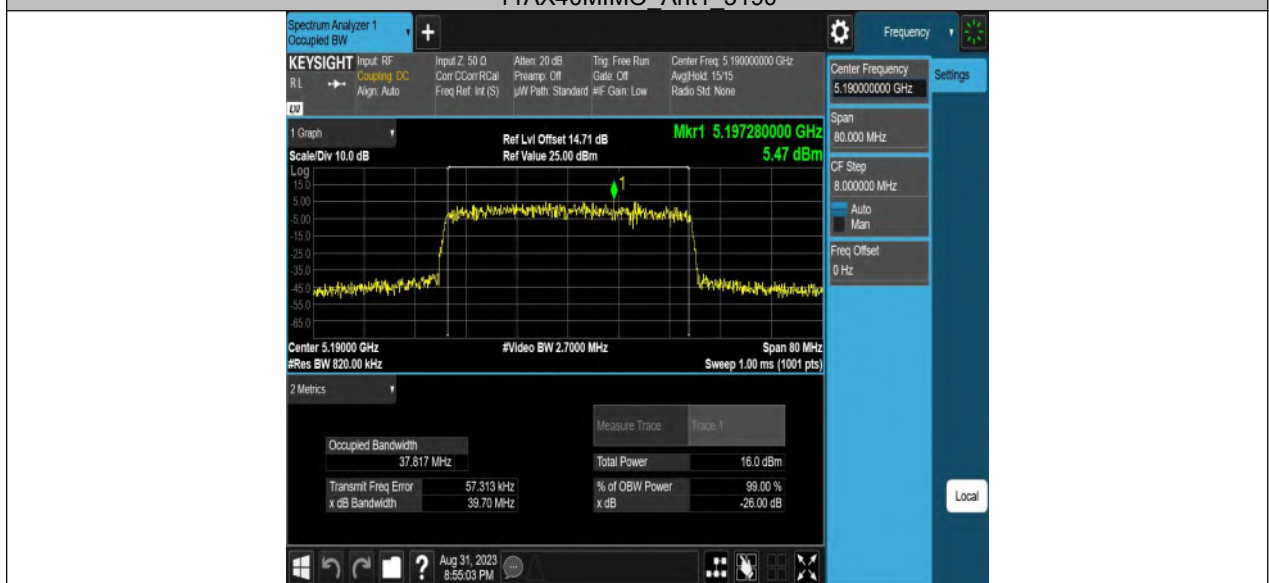 11AX40MIMO_Ant1_5190
Spectrum Analyzer 1
Occupied BW
+
Frequency
KEYSIGHT
RL
LXI
Input: RF
Coupling: DC
Align: Auto
Input Z: 50 Ω
Corr CCorr RCal
Freq Ref: Int (S)
Atten: 20 dB
Preamp: Off
µW Path: Standard
Trig: Free Run
Gate: Off
#IF Gain: Low
Center Freq: 5.190000000 GHz
Avg|Hold: 15/15
Radio Std: None
Center Frequency
5.190000000 GHz
Settings
Span
80.000 MHz
CF Step
8.000000 MHz
Auto
Man
Freq Offset
0 Hz
1 Graph
Scale/Div 10.0 dB
Ref Lvl Offset 14.71 dB
Ref Value 25.00 dBm
Mkr1 5.197280000 GHz
5.47 dBm
Log
15.0
5.00
-5.00
-15.0
-25.0
-35.0
-45.0
-55.0
-65.0
1
Center 5.19000 GHz
#Res BW 820.00 kHz
#Video BW 2.7000 MHz
Span 80 MHz
Sweep 1.00 ms (1001 pts)
2 Metrics
Measure Trace
Trace 1
Occupied Bandwidth
37.817 MHz
Total Power
16.0 dBm
Transmit Freq Error
57.313 kHz
% of OBW Power
99.00 %
x dB Bandwidth
39.70 MHz
x dB
-26.00 dB
Local
?
Aug 31, 2023
8:55:03 PM